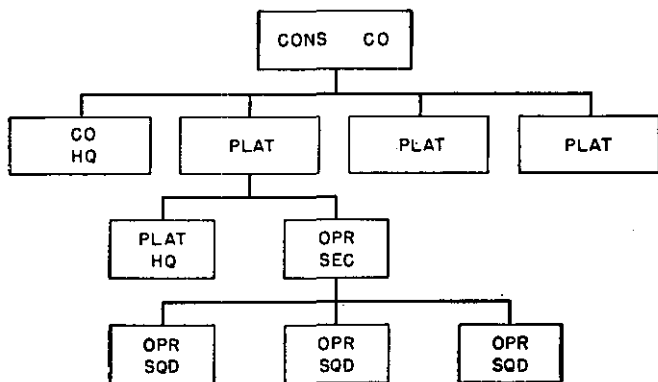 CONS CO
CO
HQ
PLAT
PLAT
PLAT
PLAT
HQ
OPR
SEC
OPR
SQD
OPR
SQD
OPR
SQD